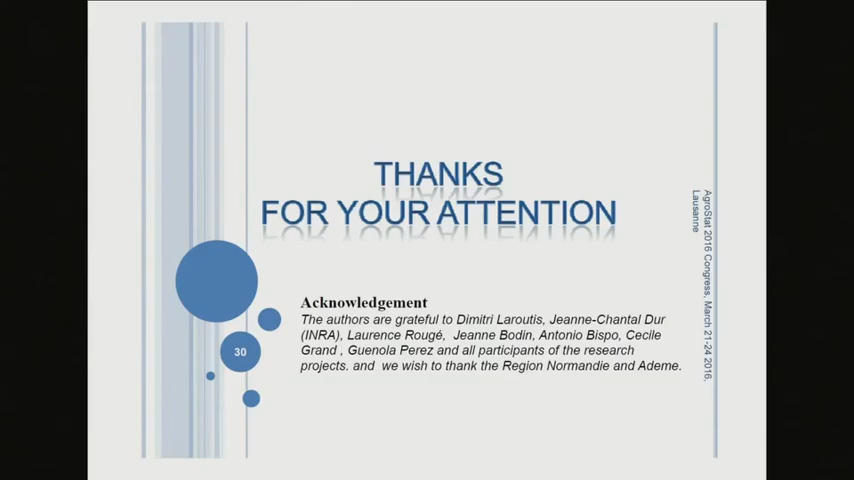 THANKS
FOR YOUR ATTENTION
Acknowledgement
The authors are grateful to Dimitri Laroutis, Jeanne-Chantal Dur
(INRA), Laurence Rougé, Jeanne Bodin, Antonio Bispo, Cecile
Grand , Guenola Perez and all participants of the research
projects. and we wish to thank the Region Normandie and Ademe.
30
AgroStat 2016 Congress, March 21-24 2016,
Lausanne